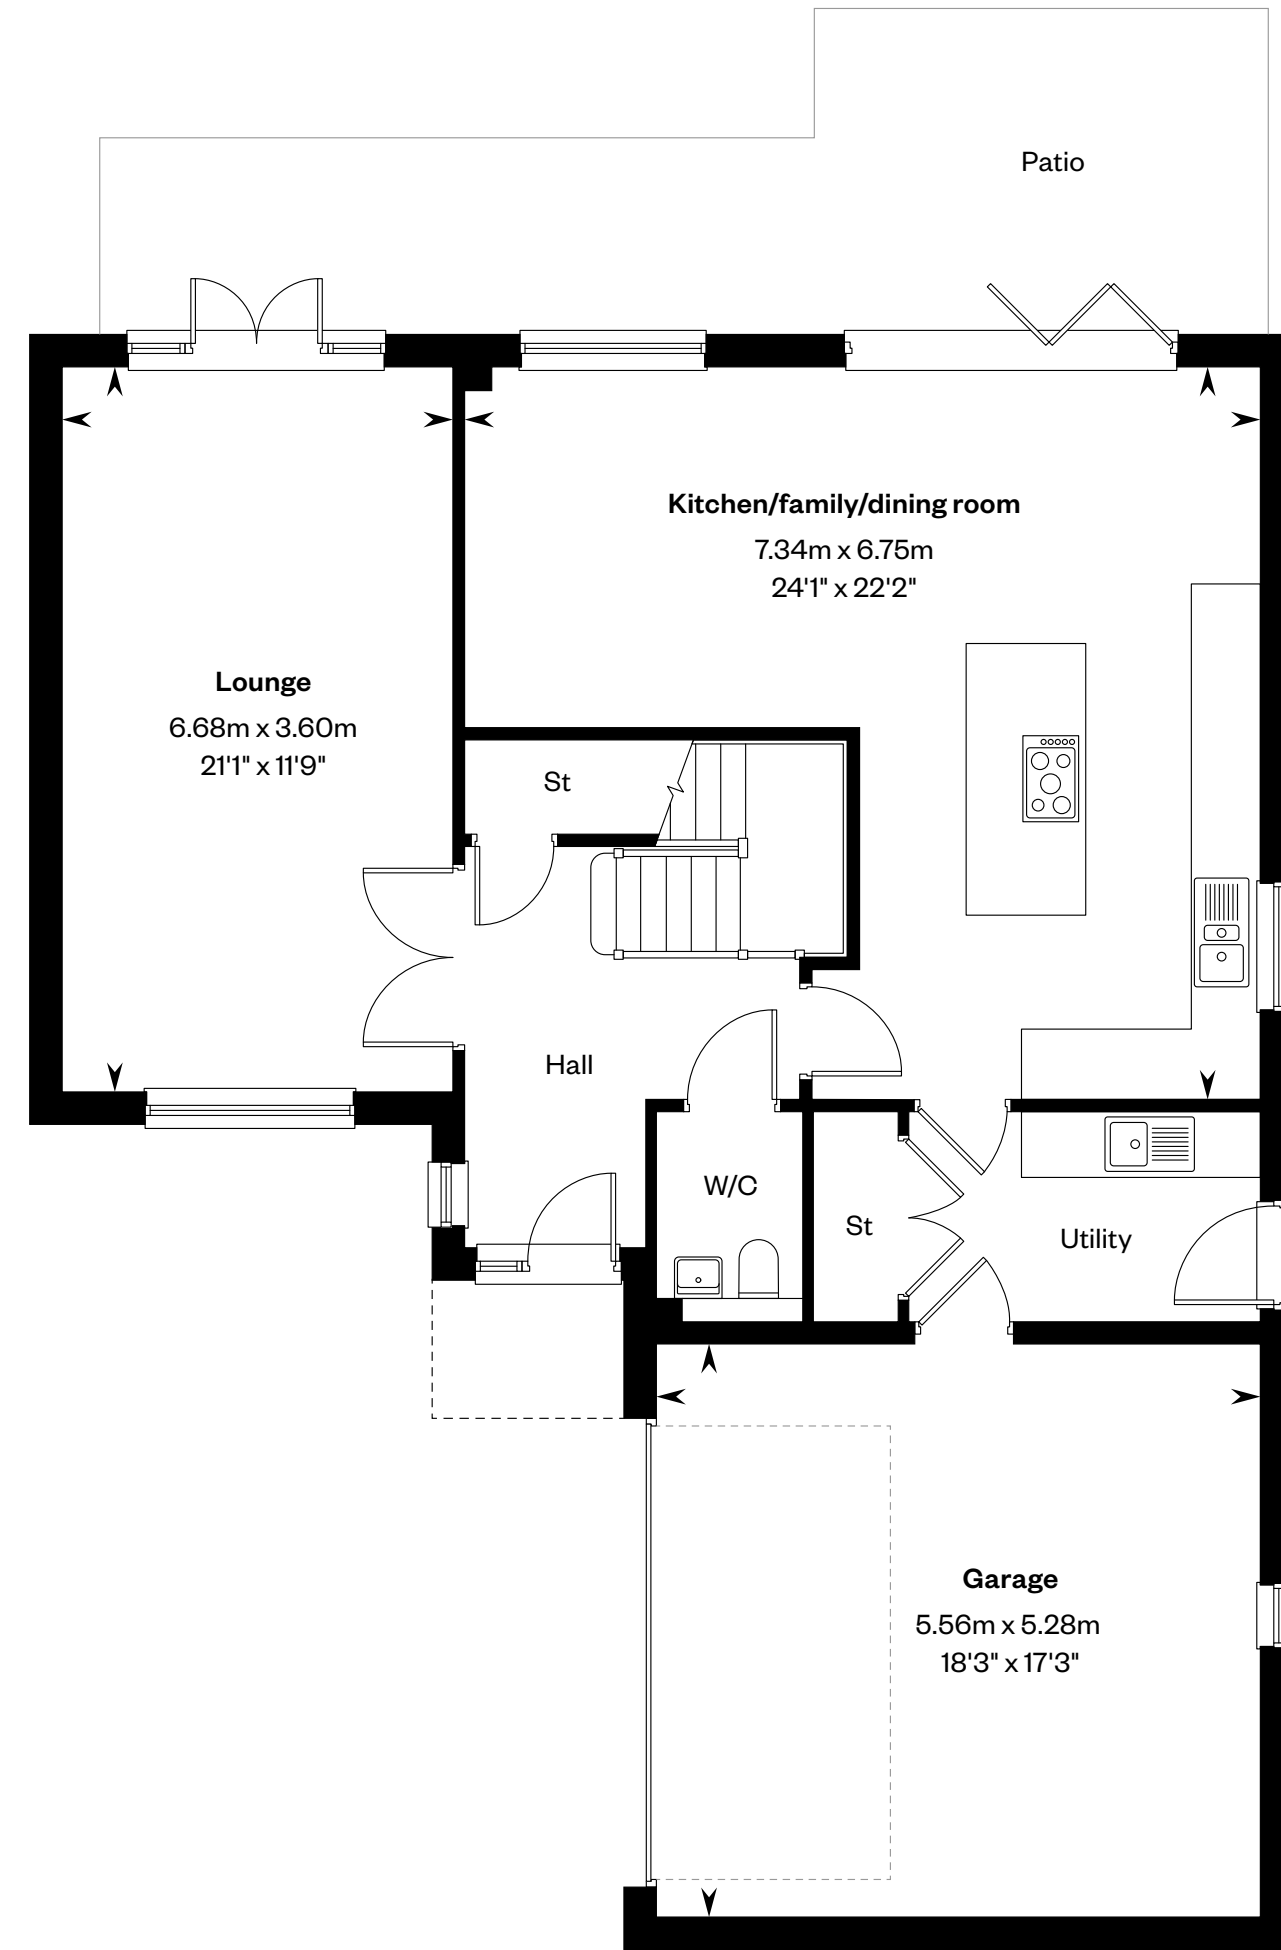 Patio
Kitchen/family/dining room
7.34m x 6.75m
24'1" x 22'2"
Lounge
6.68m x 3.60m
21'1" x 11'9"
St
Hall
W/C
St
Utility
Garage
5.56m x 5.28m
18'3" x 17'3"